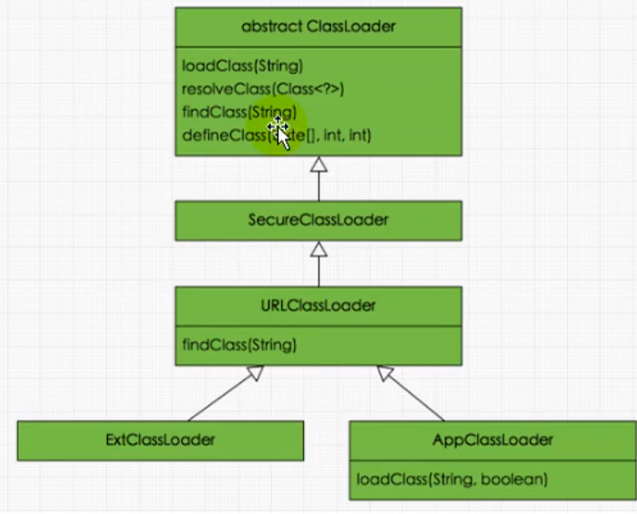 abstract ClassLoader
loadClass(String)
resolveClass(Class<?>)
findClass(String)
defineClass( te[], int, int)
SecureClassLoader
URLClassLoader
findClass(String)
ExtClassLoader
AppClassLoader
loadClass(String, boolean)